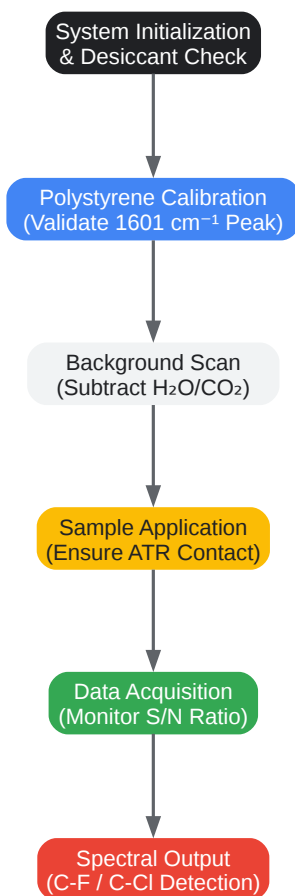 System Initialization
& Desiccant Check
Polystyrene Calibration
(Validate 1601 cm⁻¹ Peak)
Background Scan
(Subtract H₂O/CO₂)
Sample Application
(Ensure ATR Contact)
Data Acquisition
(Monitor S/N Ratio)
Spectral Output
(C-F / C-Cl Detection)